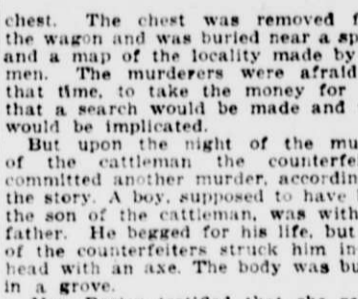 chest. The chest was removed f
the wagon and was buried near a sp
and a map of the locality made by
men. The murderers were afraid
that time, to take the money for
that a search would be made and
would be implicated.
But upon the night of the mu
of the cattleman the counterfe
committed another murder, accordin
the story. A boy, supposed to have
the son of the cattleman, was with
father. He begged for his life, but
of the counterfeiters struck him in
head with an axe. The body was bu
in a grove.